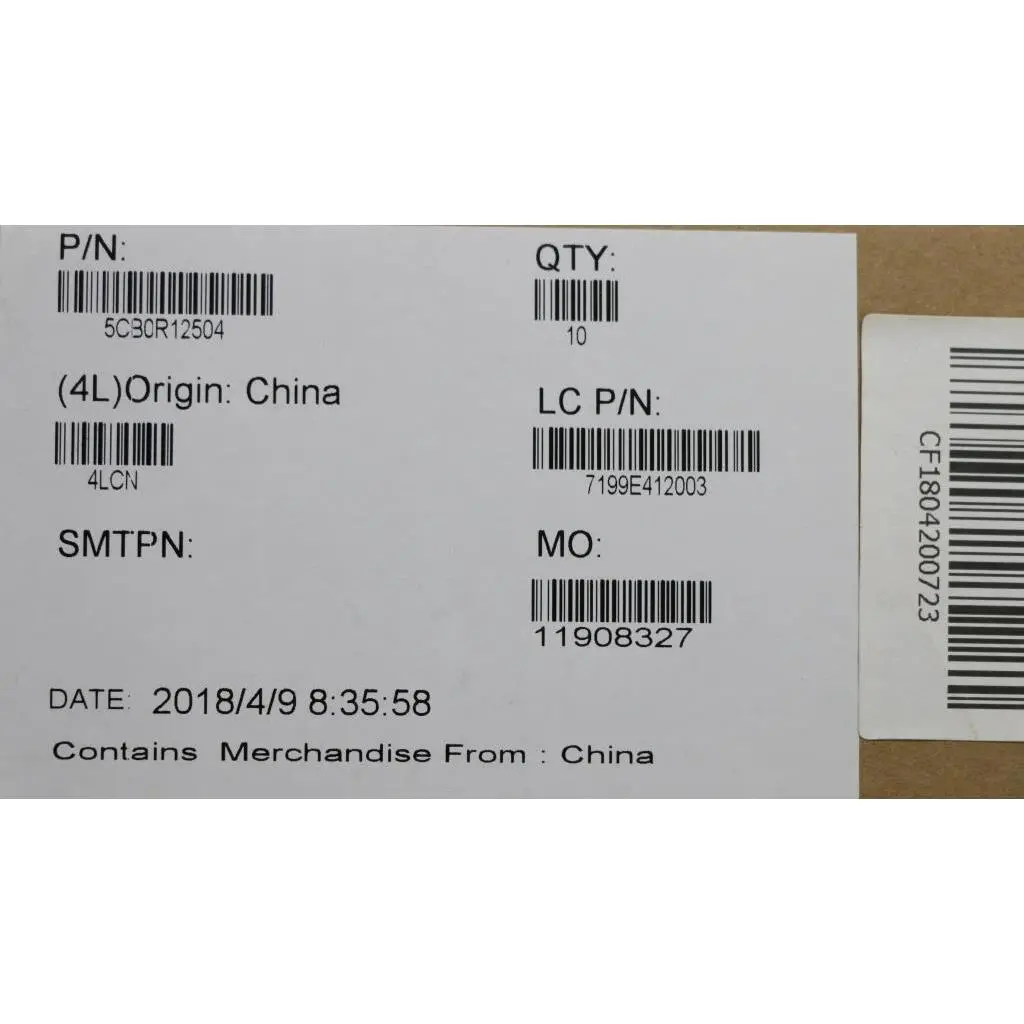 P/N:
5CB0R12504
QTY:
10
(4L)Origin: China
4LCN
LC P/N:
7199E412003
SMTPN:
MO:
11908327
DATE: 2018/4/9 8:35:58
Contains Merchandise From : China
CF1804200723